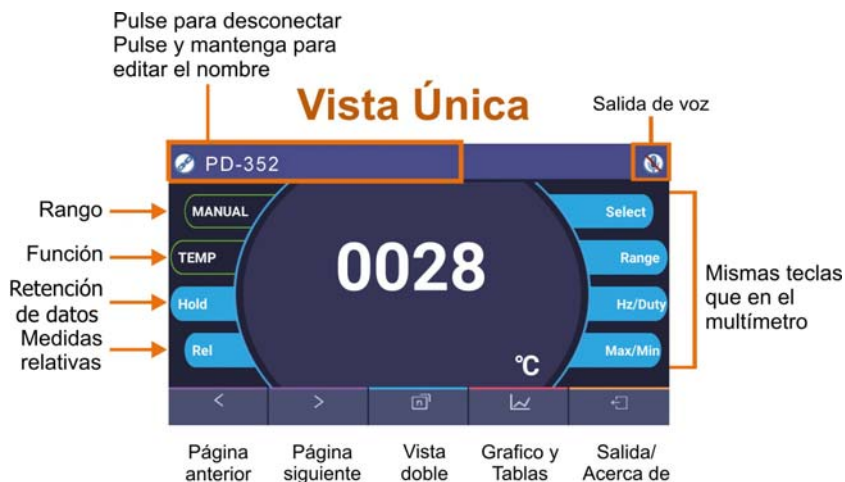 Pulse para desconectar
Pulse y mantenga para
editar el nombre
Vista Única
Salida de voz
PD-352
Rango
MANUAL
Select
Función
TEMP
0028
Range
Retención
de datos
Hold
Hz/Duty
Mismas teclas
que en el
multímetro
Medidas
relativas
Rel
°C
Max/Min
< >
n
Página
anterior
Página
siguiente
Vista
doble
Grafico y
Tablas
Salida/
Acerca de